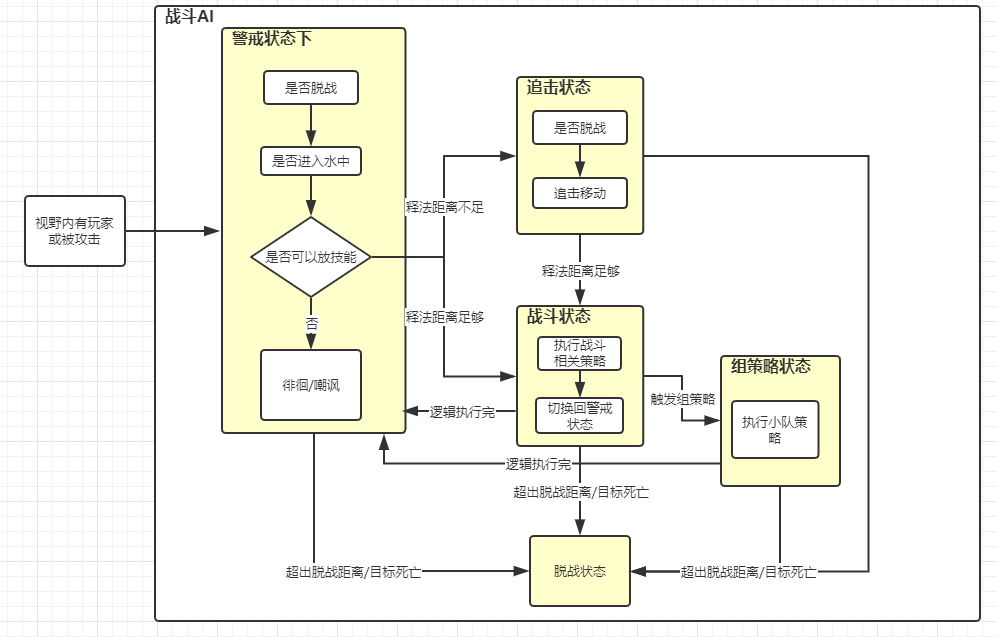 战斗AI
警戒状态下
是否脱战
是否进入水中
是否可以放技能
否
徘徊/嘲讽
视野内有玩家
或被攻击
释法距离不足
释法距离足够
追击状态
是否脱战
追击移动
释法距离足够
战斗状态
执行战斗
相关策略
切换回警戒
状态
逻辑执行完
触发组策略
组策略状态
执行小队策
略
逻辑执行完
超出脱战距离/目标死亡
超出脱战距离/目标死亡
脱战状态
超出脱战距离/目标死亡